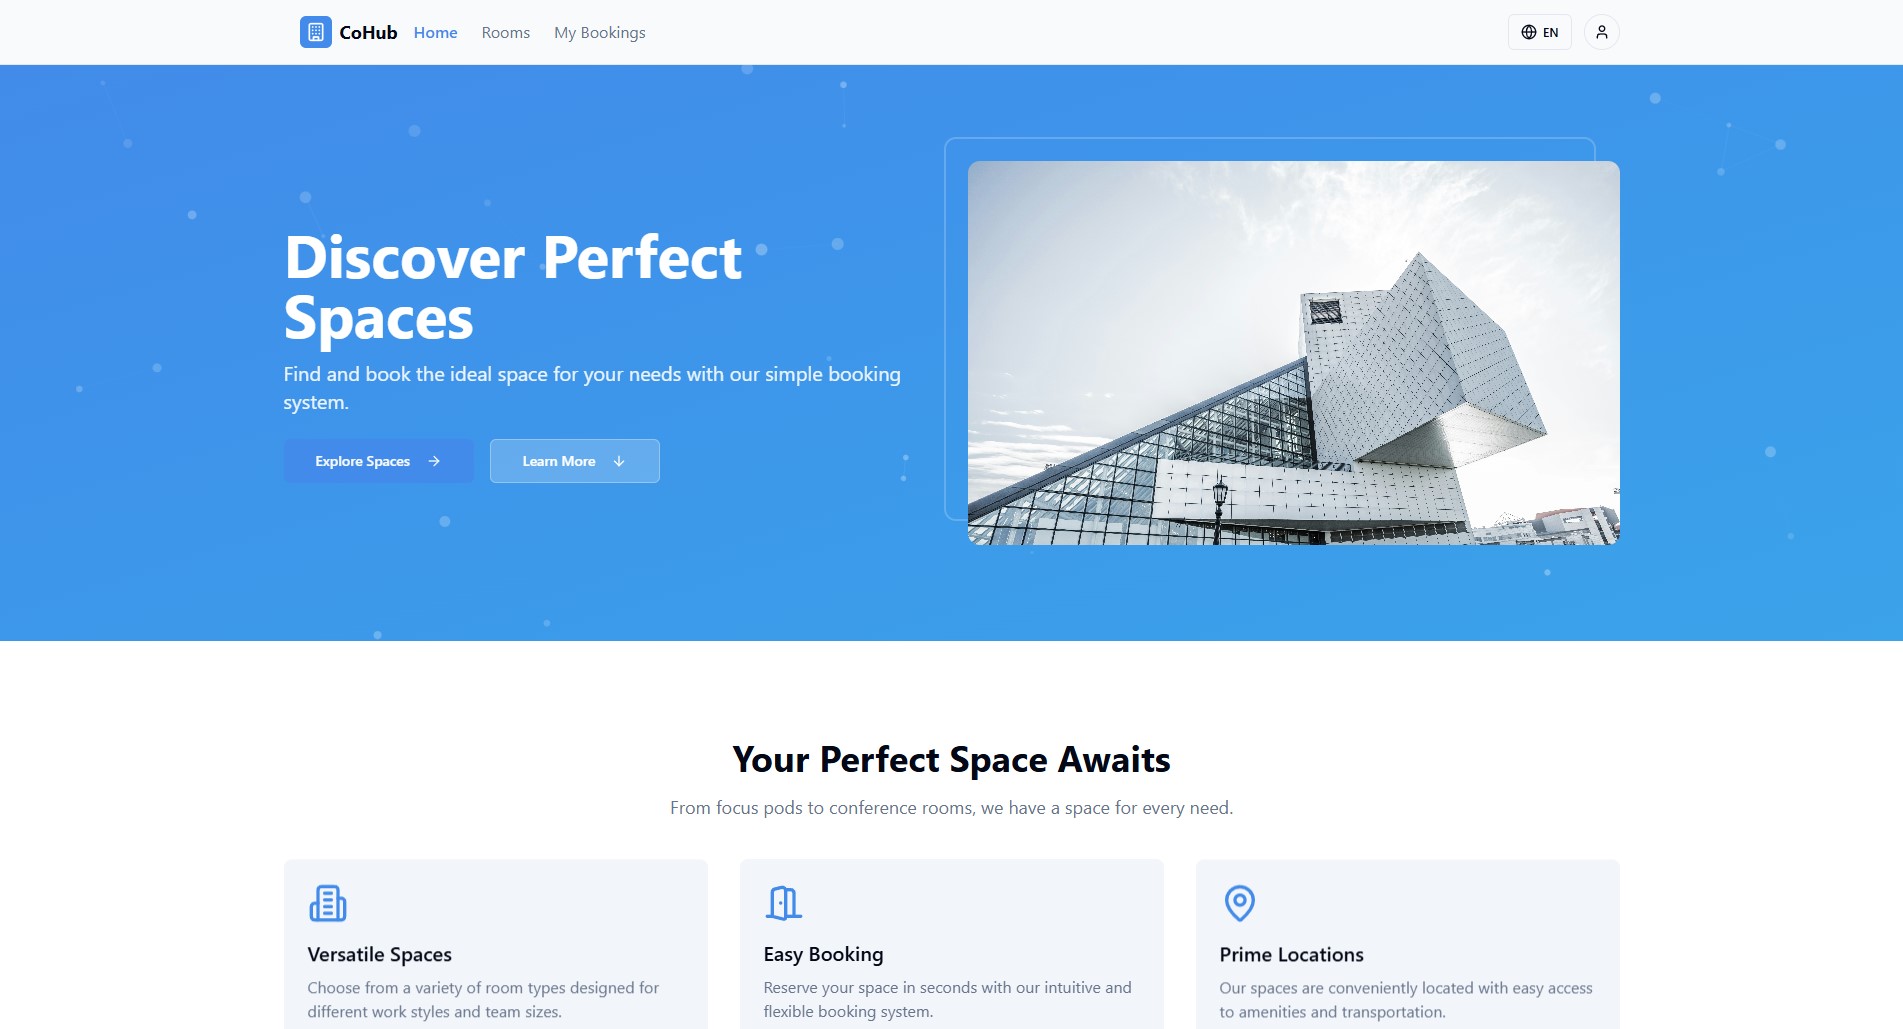 CoHub
Home
Rooms
My Bookings
EN
Discover Perfect
Spaces
Find and book the ideal space for your needs with our simple booking
system.
Explore Spaces
Learn More
Your Perfect Space Awaits
From focus pods to conference rooms, we have a space for every need.
Versatile Spaces
Choose from a variety of room types designed for
different work styles and team sizes.
Easy Booking
Reserve your space in seconds with our intuitive and
flexible booking system.
Prime Locations
Our spaces are conveniently located with easy access
to amenities and transportation.